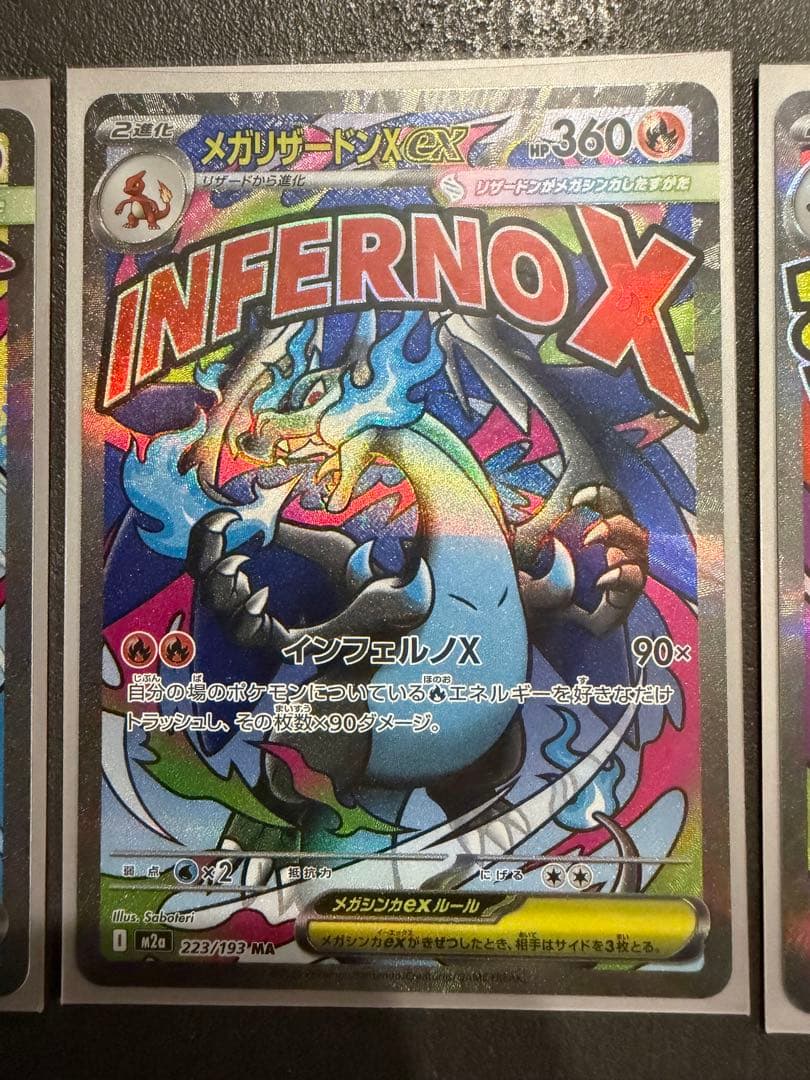 2進化
メガリザードンXex
HP360
リザードから進化
リザードンがメガシンカしたすがた
INFERNO X
インフェルノX
90×
自分の場のポケモンについているエネルギーを好きなだけ
トラッシュし、その枚数×90ダメージ。
弱点 ×2 抵抗力 にげる
Illus. Saboteri
メガシンカexルール
メガシンカexがきぜつしたとき、相手はサイドを3枚とる。
I m2a 223/193 MA